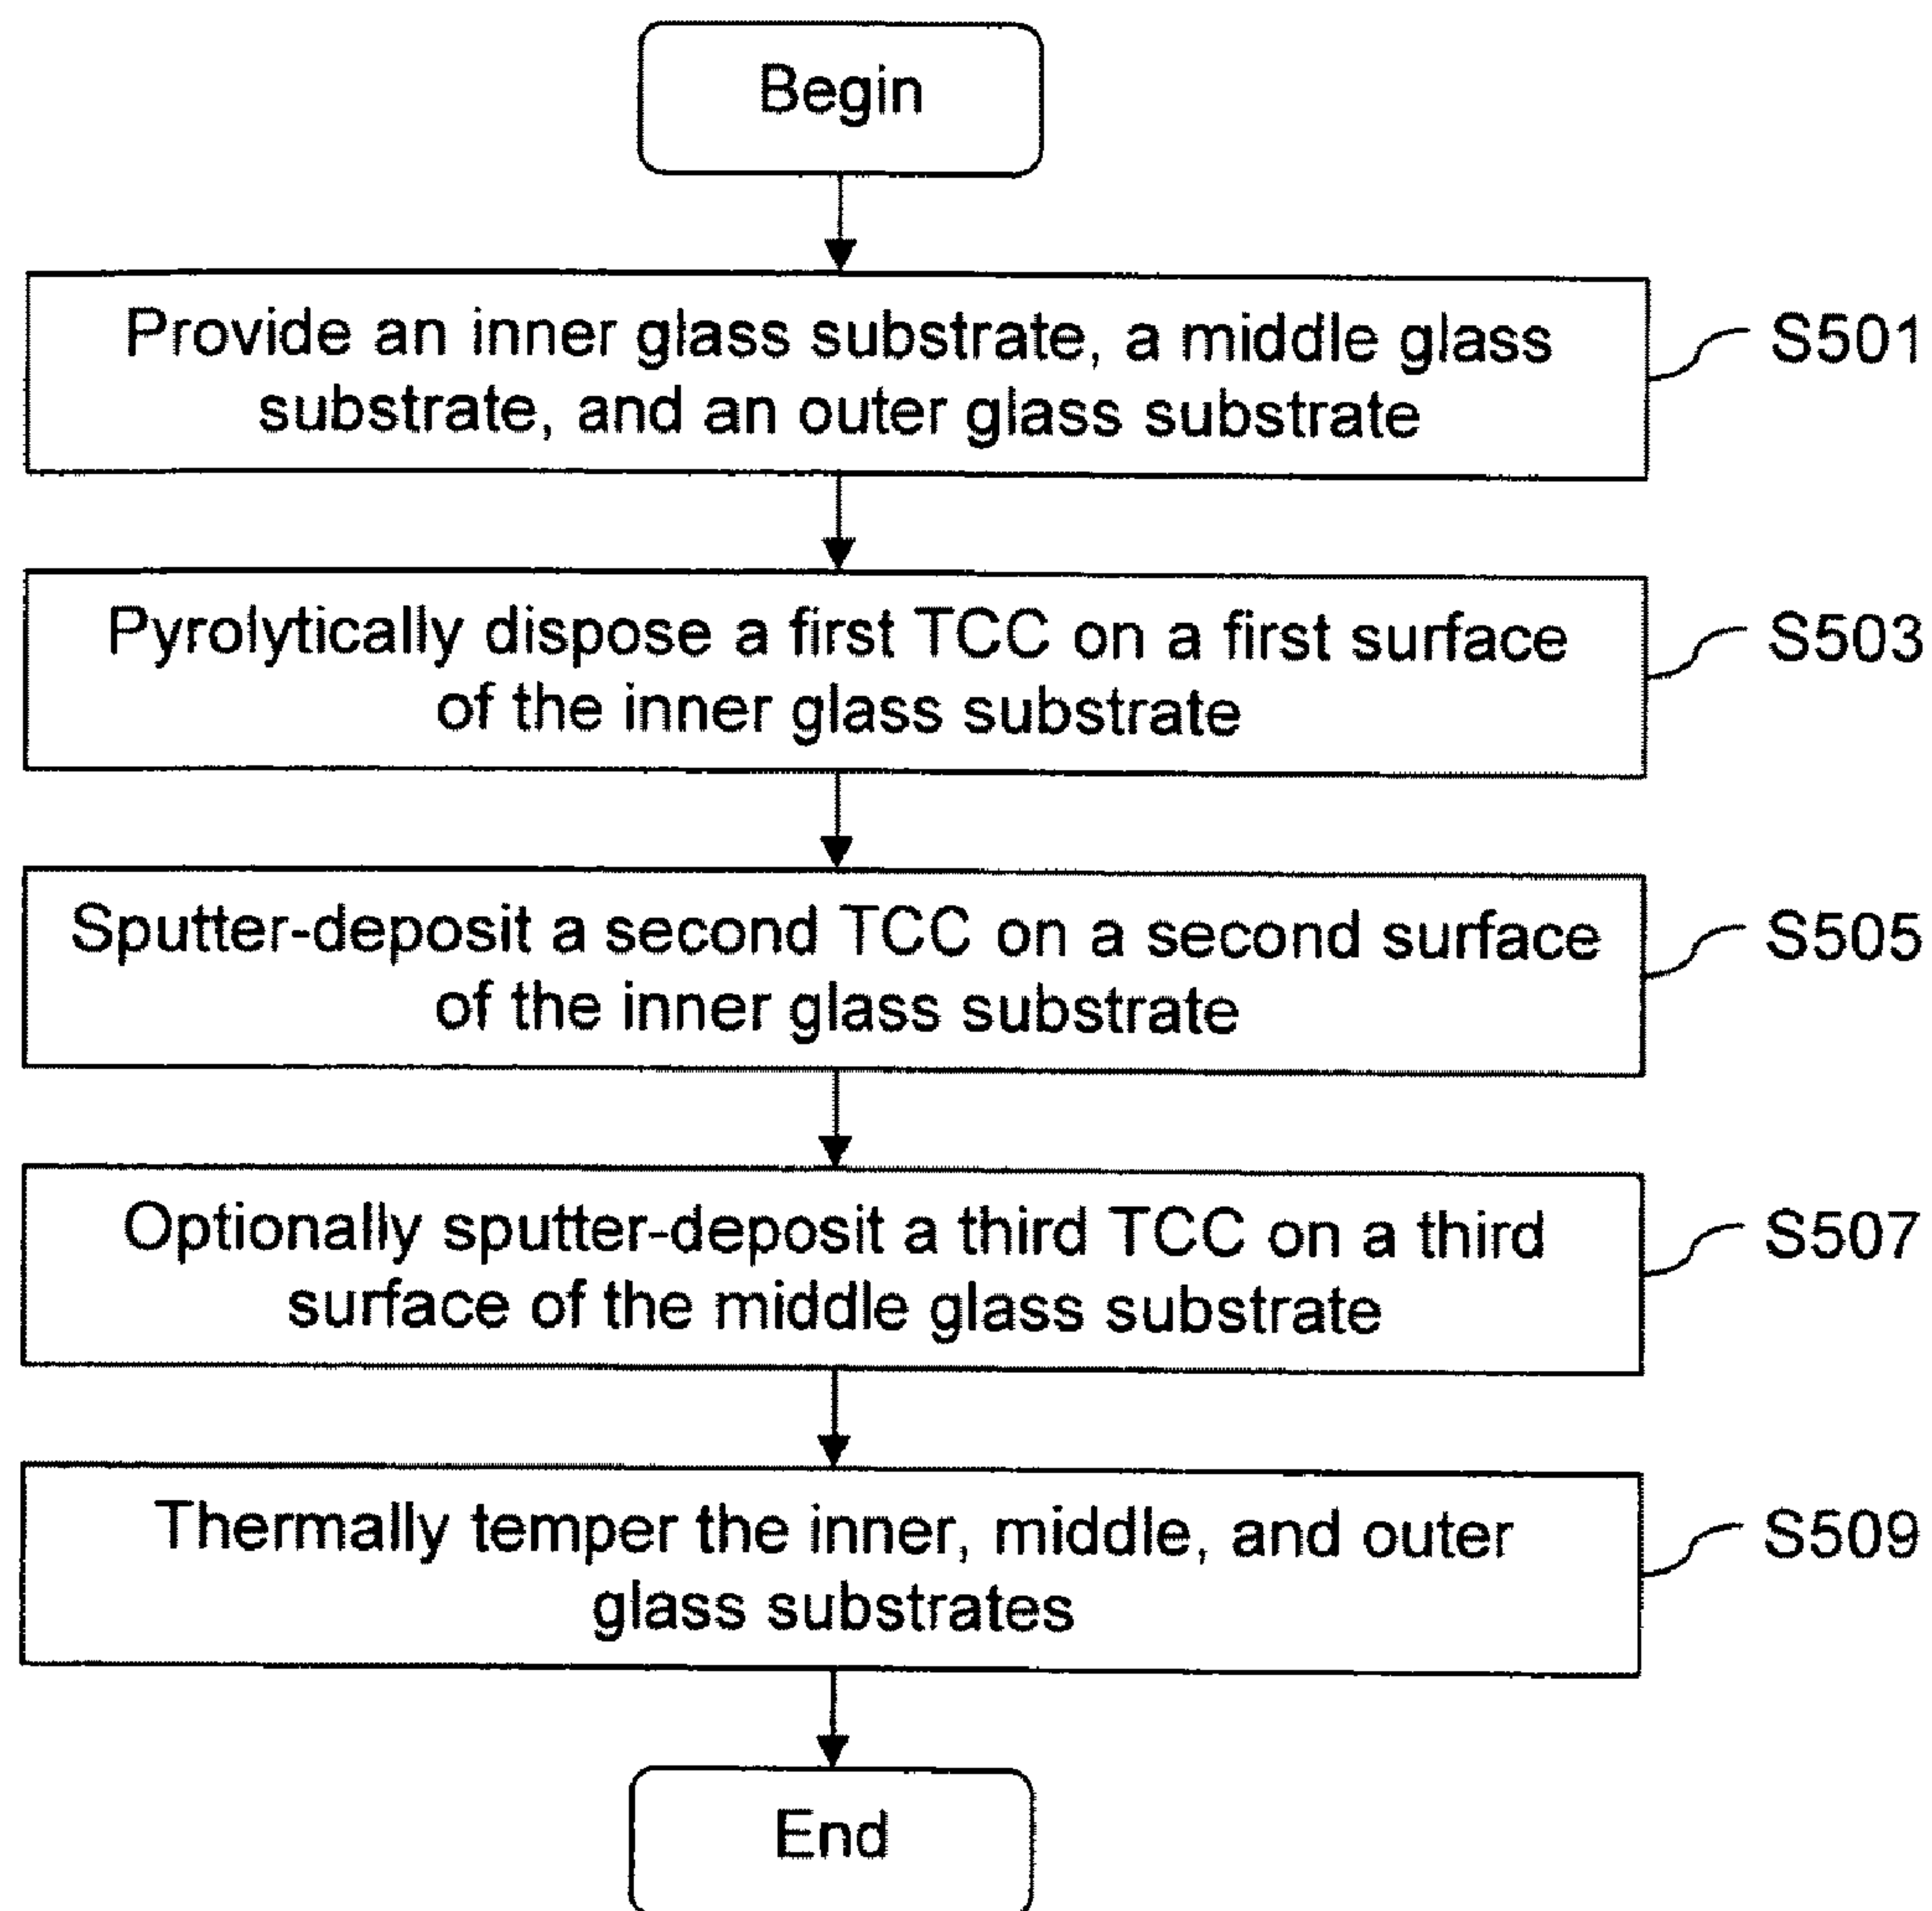 Begin
Provide an inner glass substrate, a middle glass
substrate, and an outer glass substrate
S501
Pyrolytically dispose a first TCC on a first surface
of the inner glass substrate
S503
Sputter-deposit a second TCC on a second surface
of the inner glass substrate
S505
Optionally sputter-deposit a third TCC on a third
surface of the middle glass substrate
S507
Thermally temper the inner, middle, and outer
glass substrates
S509
End